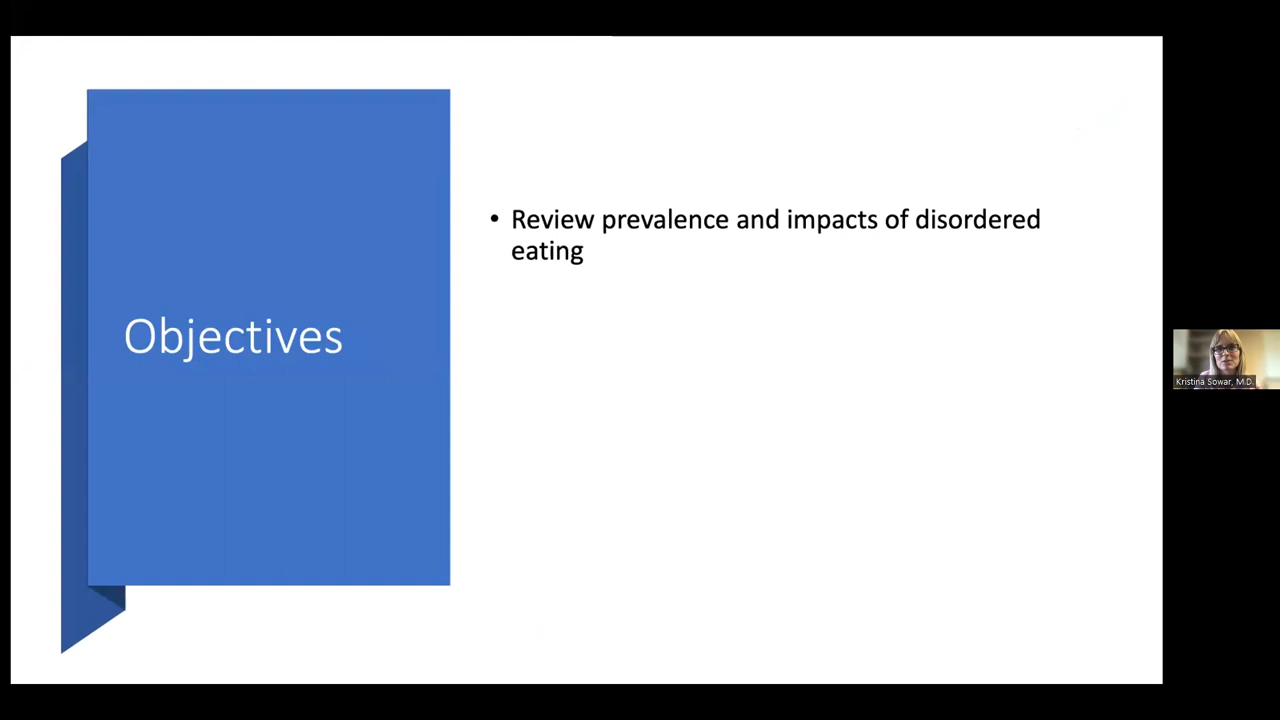 Objectives
• Review prevalence and impacts of disordered
eating
Kristina Sowar, M.D.